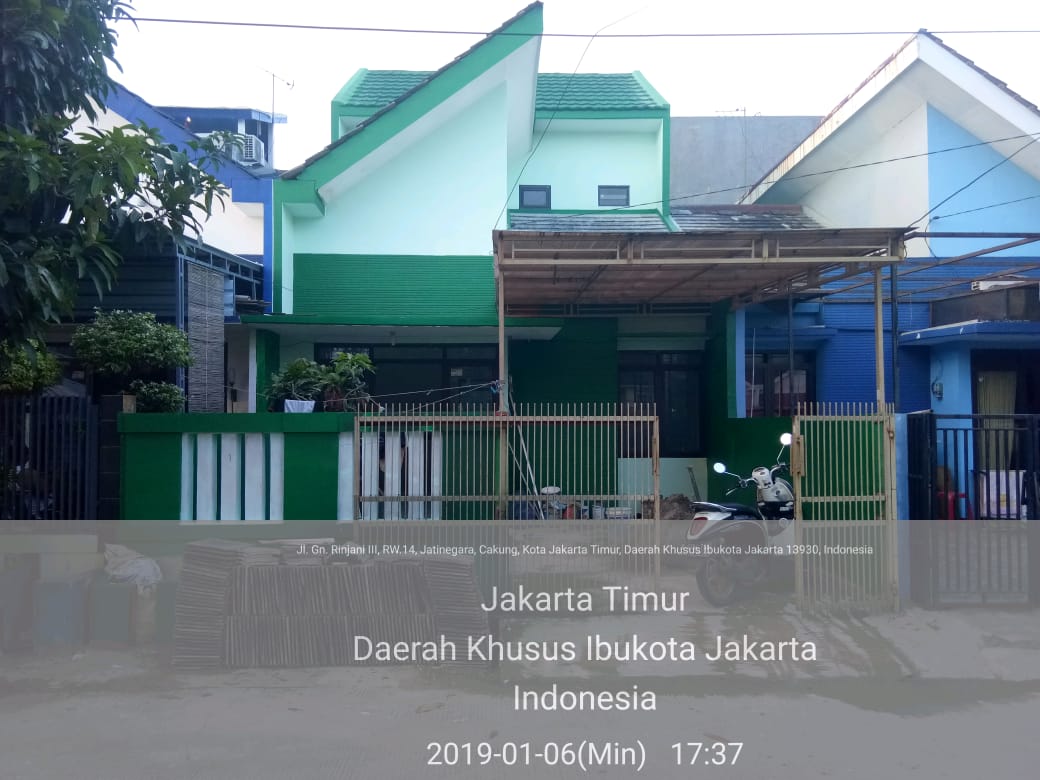 Jl. Gn. Rinjani III, RW.14, Jatinegara, Cakung, Kota Jakarta Timur, Daerah Khusus Ibukota Jakarta 13930, Indonesia
Jakarta Timur
Daerah Khusus Ibukota Jakarta
Indonesia
2019-01-06(Min) 17:37